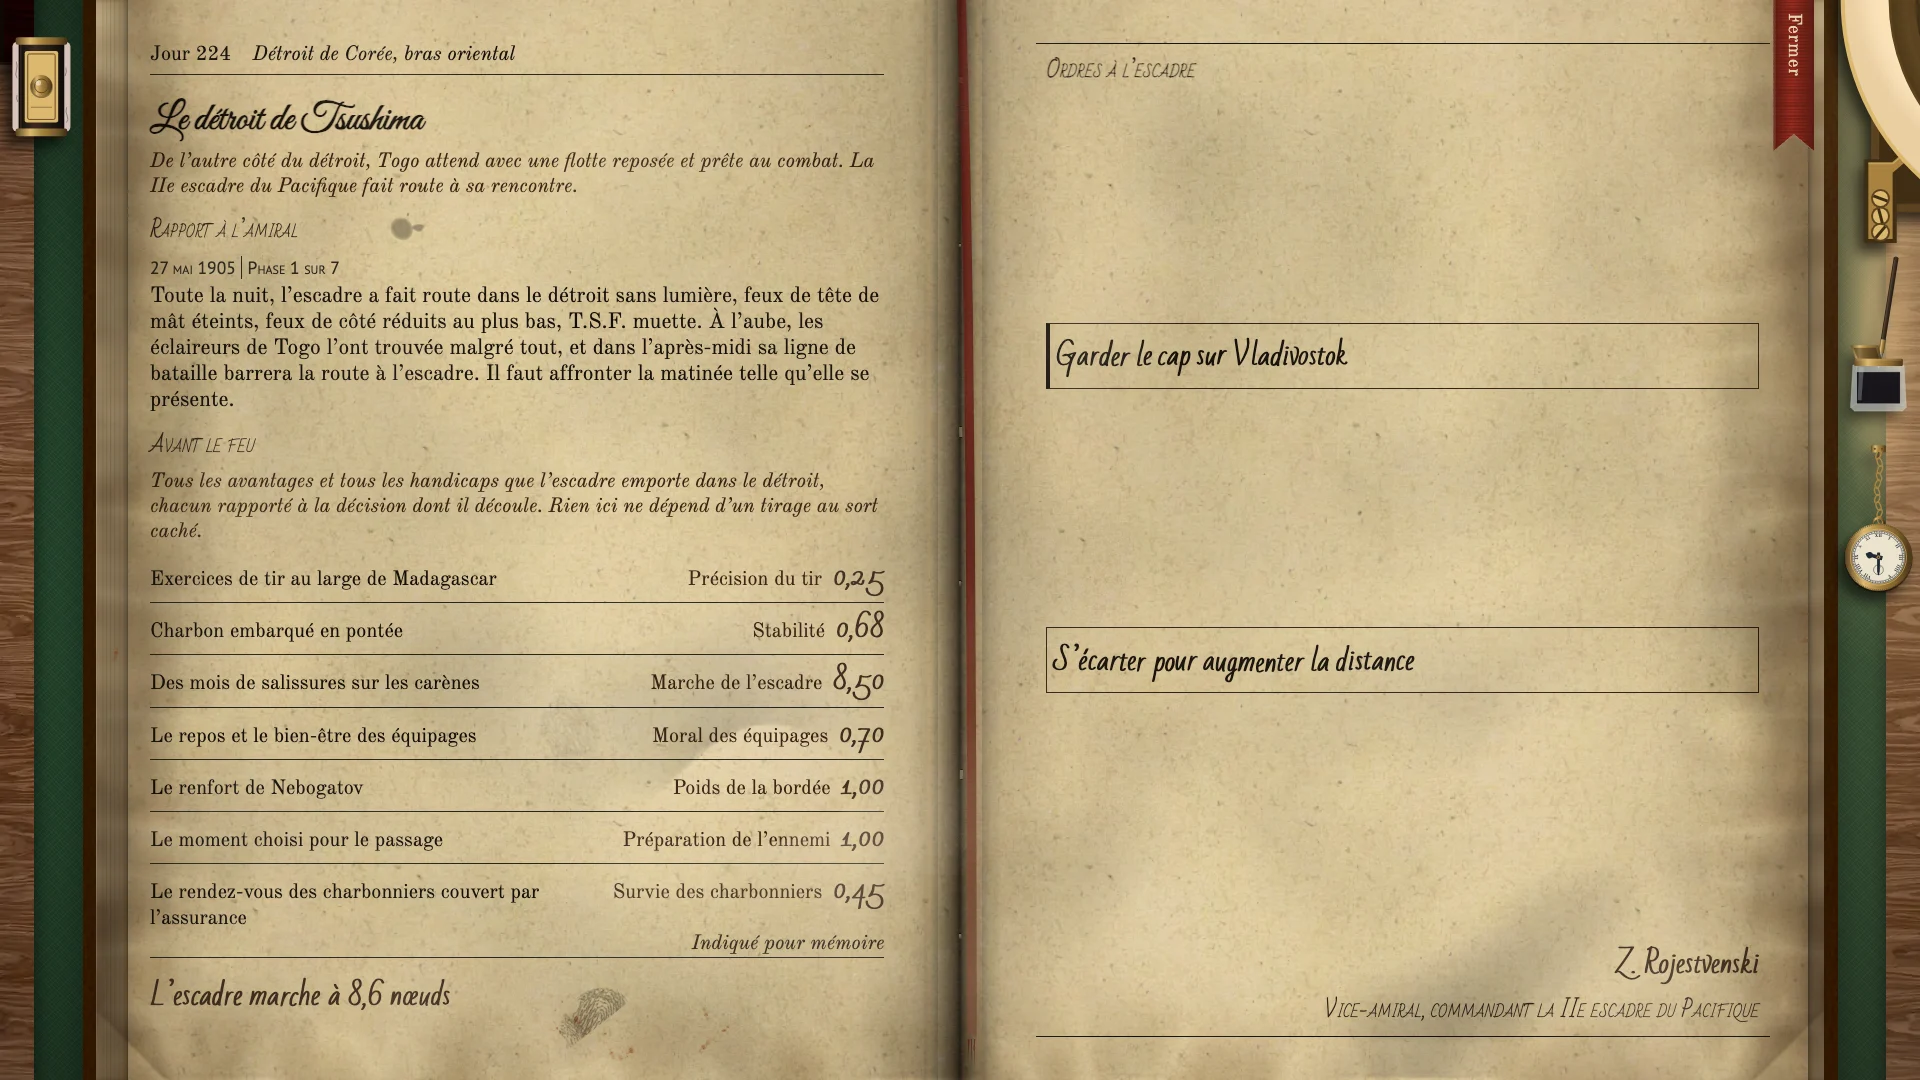 Jour 224 Détroit de Corée, bras oriental
Le détroit de Tsushima
De l’autre côté du détroit, Togo attend avec une flotte reposée et prête au combat. La
IIe escadre du Pacifique fait route à sa rencontre.
Rapport à l’amiral
27 mai 1905 | Phase 1 sur 7
Toute la nuit, l’escadre a fait route dans le détroit sans lumière, feux de tête de
mât éteints, feux de côté réduits au plus bas, T.S.F. muette. À l’aube, les
éclaireurs de Togo l’ont trouvée malgré tout, et dans l’après-midi sa ligne de
bataille barrera la route à l’escadre. Il faut affronter la matinée telle qu’elle se
présente.
Avant le feu
Tous les avantages et tous les handicaps que l’escadre emporte dans le détroit,
chacun rapporté à la décision dont il découle. Rien ici ne dépend d’un tirage au sort
caché.
Exercices de tir au large de Madagascar Précision du tir 0,25
Charbon embarqué en pontée Stabilité 0,68
Des mois de salissures sur les carènes Marche de l’escadre 8,50
Le repos et le bien-être des équipages Moral des équipages 0,70
Le renfort de Nebogatov Poids de la bordée 1,00
Le moment choisi pour le passage Préparation de l’ennemi 1,00
Le rendez-vous des charbonniers couvert par Survie des charbonniers 0,45
l’assurance
Indiqué pour mémoire
L’escadre marche à 8,6 nœuds
Ordres à l’escadre
Garder le cap sur Vladivostok
S’écarter pour augmenter la distance
Z. Rojestvenski
Vice-amiral, commandant la IIe escadre du Pacifique
Fermer